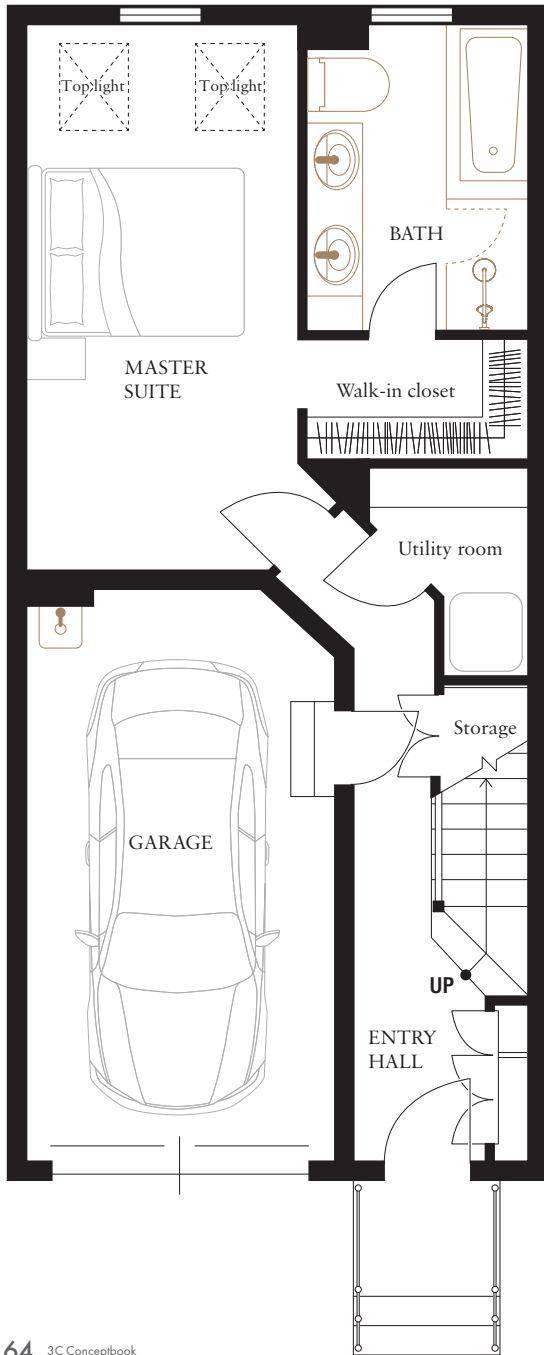 Top light
Top light
BATH
MASTER
SUITE
Walk-in closet
Utility room
Storage
GARAGE
UP
ENTRY
HALL
64 3C Conceptbook